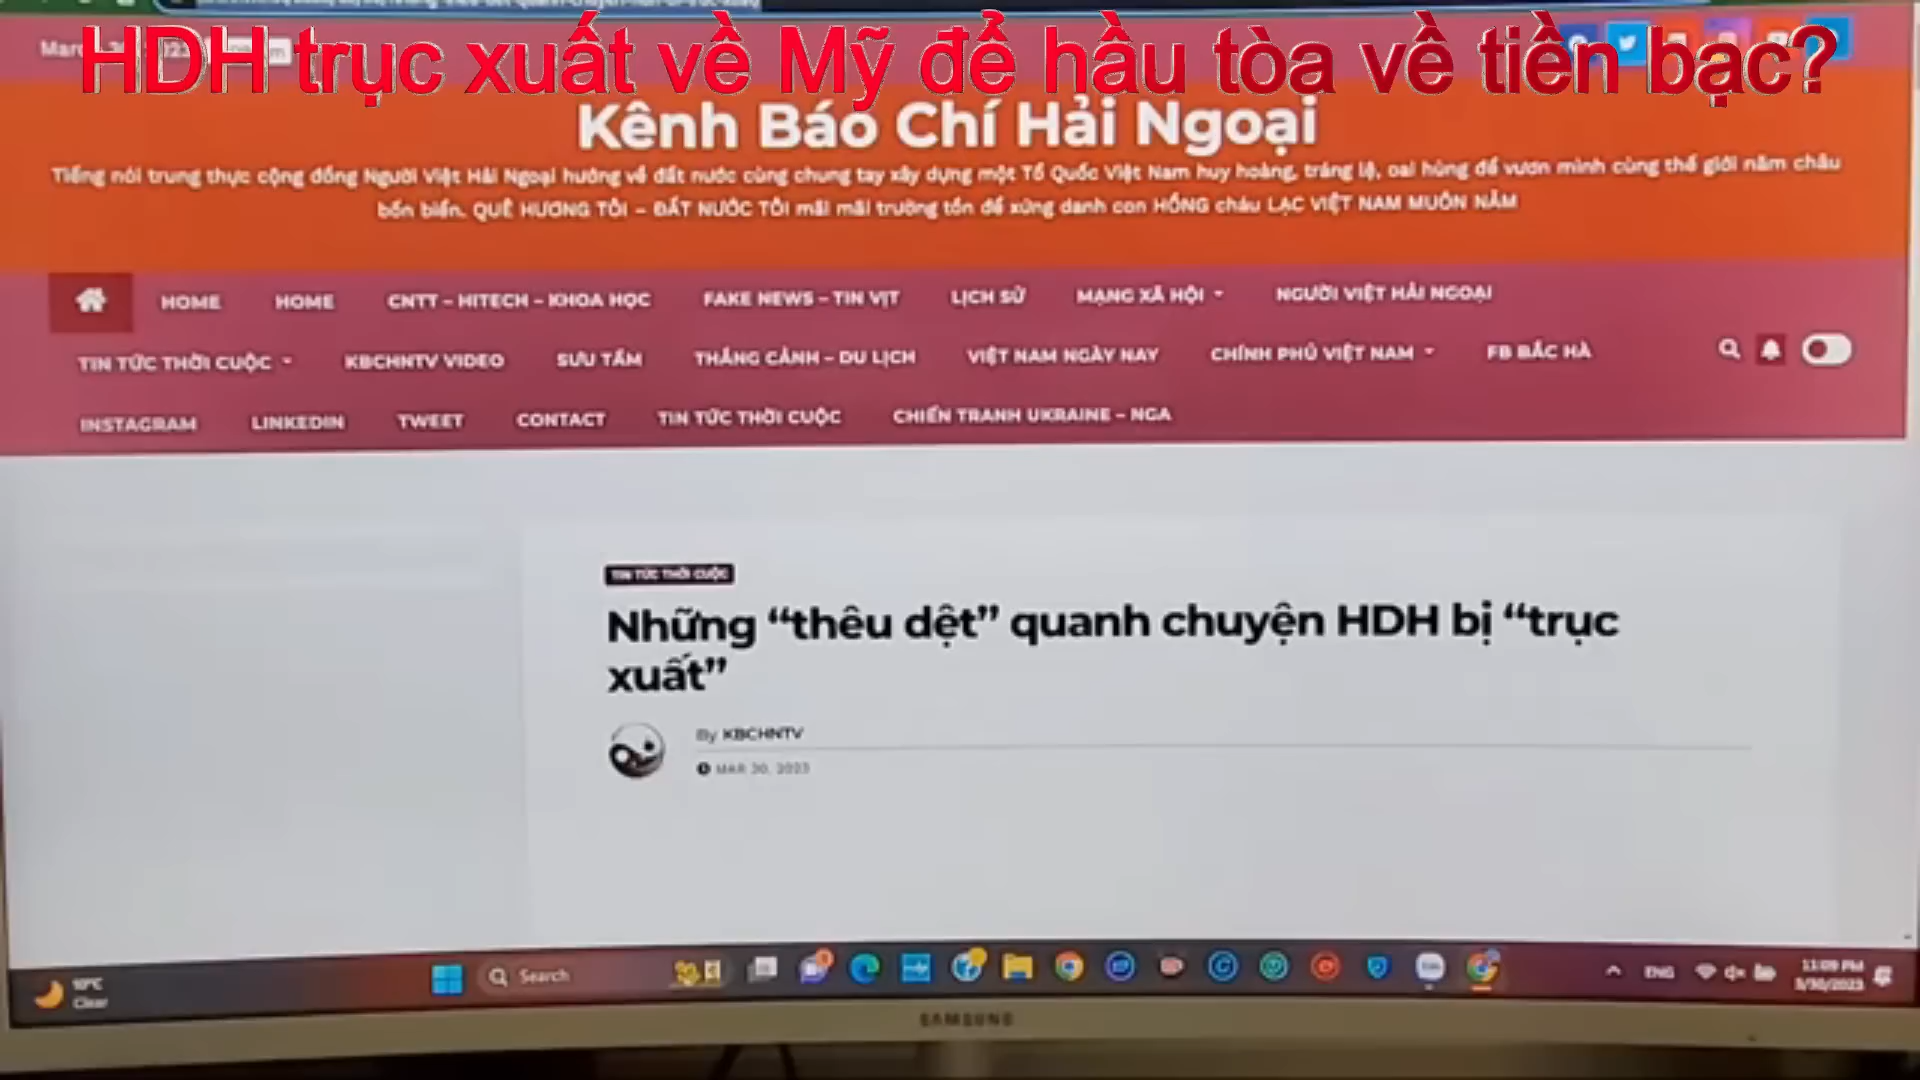 HDH trục xuất về Mỹ để hầu tòa về tiền bạc?
Kênh Báo Chí Hải Ngoại
Tiếng nói trung thực cộng đồng Người Việt Hải Ngoại hướng về đất nước cùng chung tay xây dựng một Tổ Quốc Việt Nam huy hoàng, tráng lệ, oai hùng để vươn mình cùng thế giới năm châu
bốn biển. QUÊ HƯƠNG TÔI – ĐẤT NƯỚC TÔI mãi mãi trường tồn để xứng danh con HỒNG cháu LẠC VIỆT NAM MUÔN NĂM
HOME HOME CNTT – HITECH – KHOA HỌC FAKE NEWS – TIN VỊT LỊCH SỬ MẠNG XÃ HỘI NGƯỜI VIỆT HẢI NGOẠI
TIN TỨC THỜI CUỘC KBCHNTV VIDEO SƯU TẦM THẮNG CẢNH – DU LỊCH VIỆT NAM NGÀY NAY CHÍNH PHỦ VIỆT NAM FB BẮC HÀ
INSTAGRAM LINKEDIN TWEET CONTACT TIN TỨC THỜI CUỘC CHIẾN TRANH UKRAINE – NGA
TIN TỨC THỜI CUỘC
Những “thêu dệt” quanh chuyện HDH bị “trục
xuất”
By KBCHNTV
MAR 30, 2023
10°C
Clear
Search
ENG
11:09 PM
3/30/2023
SAMSUNG